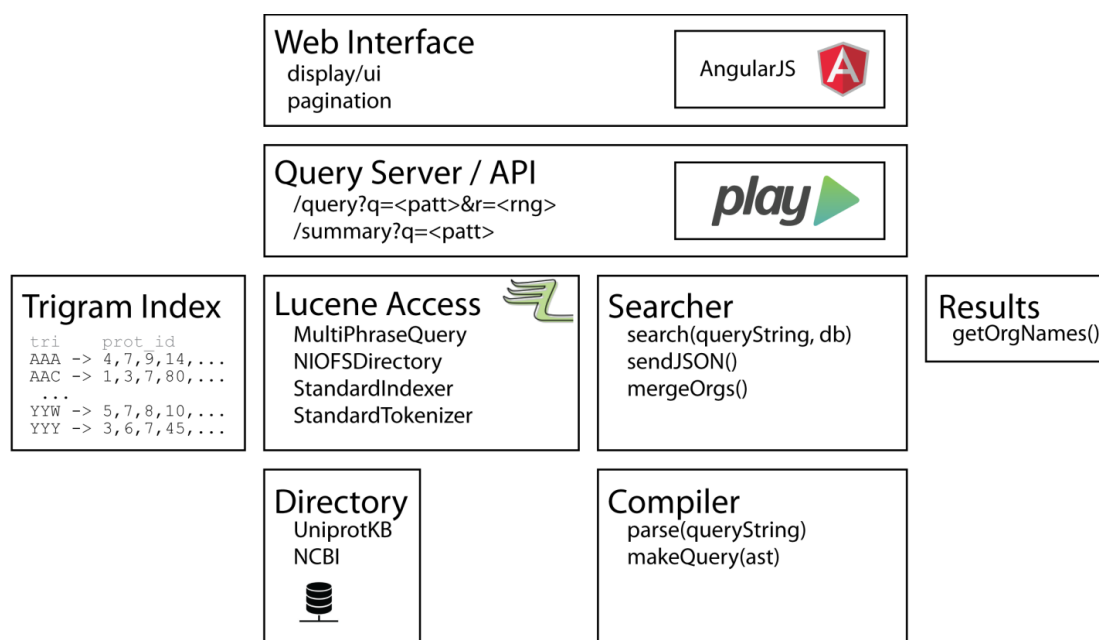 Web Interface
display/ui
pagination
AngularJS
A
Query Server / API
/query?q=<patt>&r=<rng>
/summary?q=<patt>
play
Trigram Index
tri prot_id
AAA -> 4,7,9,14,...
AAC -> 1,3,7,80,...
...
YYW -> 5,7,8,10,...
YYY -> 3,6,7,45,...
Lucene Access
MultiPhraseQuery
NIOFSDirectory
StandardIndexer
StandardTokenizer
Searcher
search(queryString, db)
sendJSON()
mergeOrgs()
Results
getOrgNames()
Directory
UniprotKB
NCBI
Compiler
parse(queryString)
makeQuery(ast)